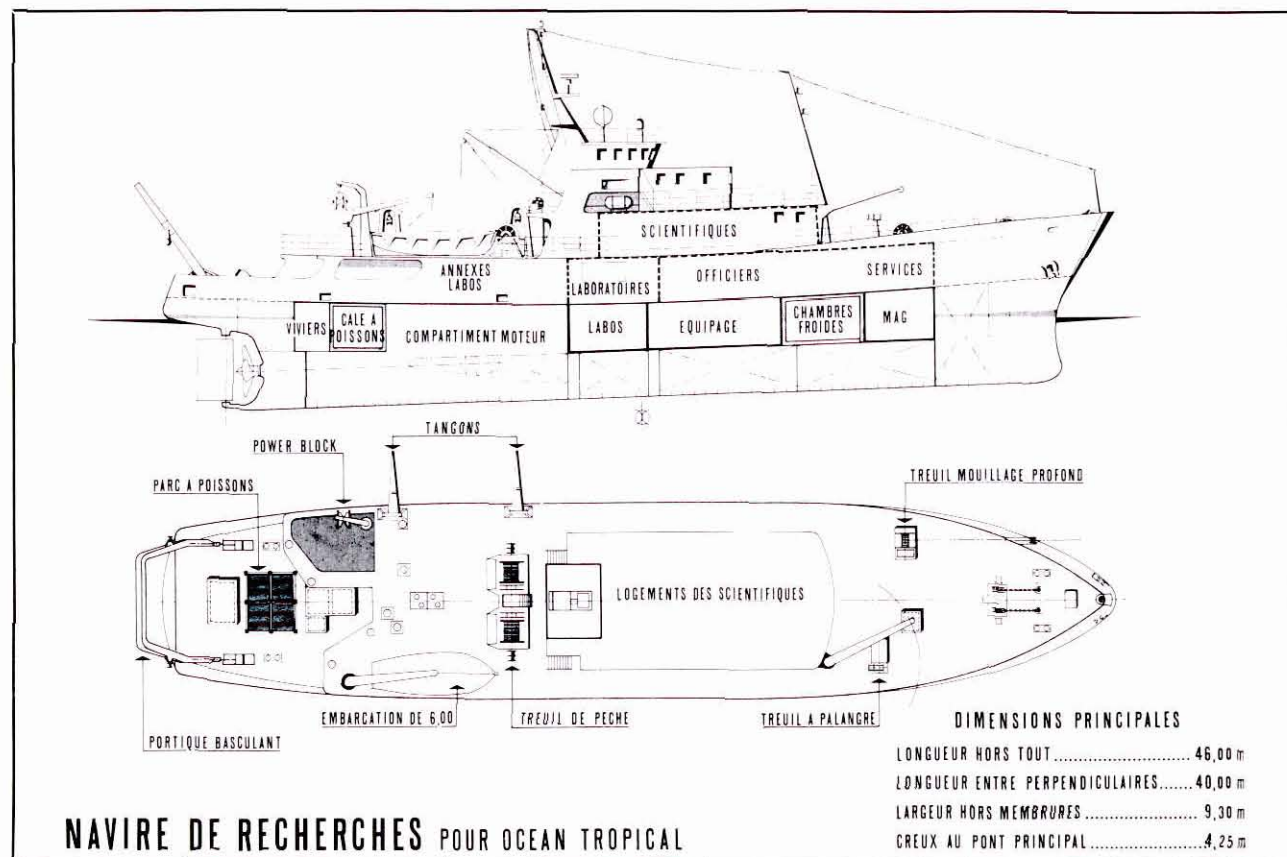 SCIENTIFIQUES
ANNEXES
LABOS
LABORATOIRES
OFFICIERS
SERVICES
VIVIERS
CALE A
POISSONS
COMPARTIMENT MOTEUR
LABOS
EQUIPAGE
CHAMBRES
FROIDES
MAG
TANGONS
POWER BLOCK
PARC A POISSONS
TREUIL MOUILLAGE PROFOND
LOGEMENTS DES SCIENTIFIQUES
EMBARCATION DE 6,00
TREUIL DE PECHE
TREUIL A PALANGRE
PORTIQUE BASCULANT
DIMENSIONS PRINCIPALES
LONGUEUR HORS TOUT ............................ 46,00 m
LONGUEUR ENTRE PERPENDICULAIRES ....... 40,00 m
LARGEUR HORS MEMBRURES ..................... 9,30 m
CREUX AU PONT PRINCIPAL ..................... 4,25 m
NAVIRE DE RECHERCHES POUR OCEAN TROPICAL